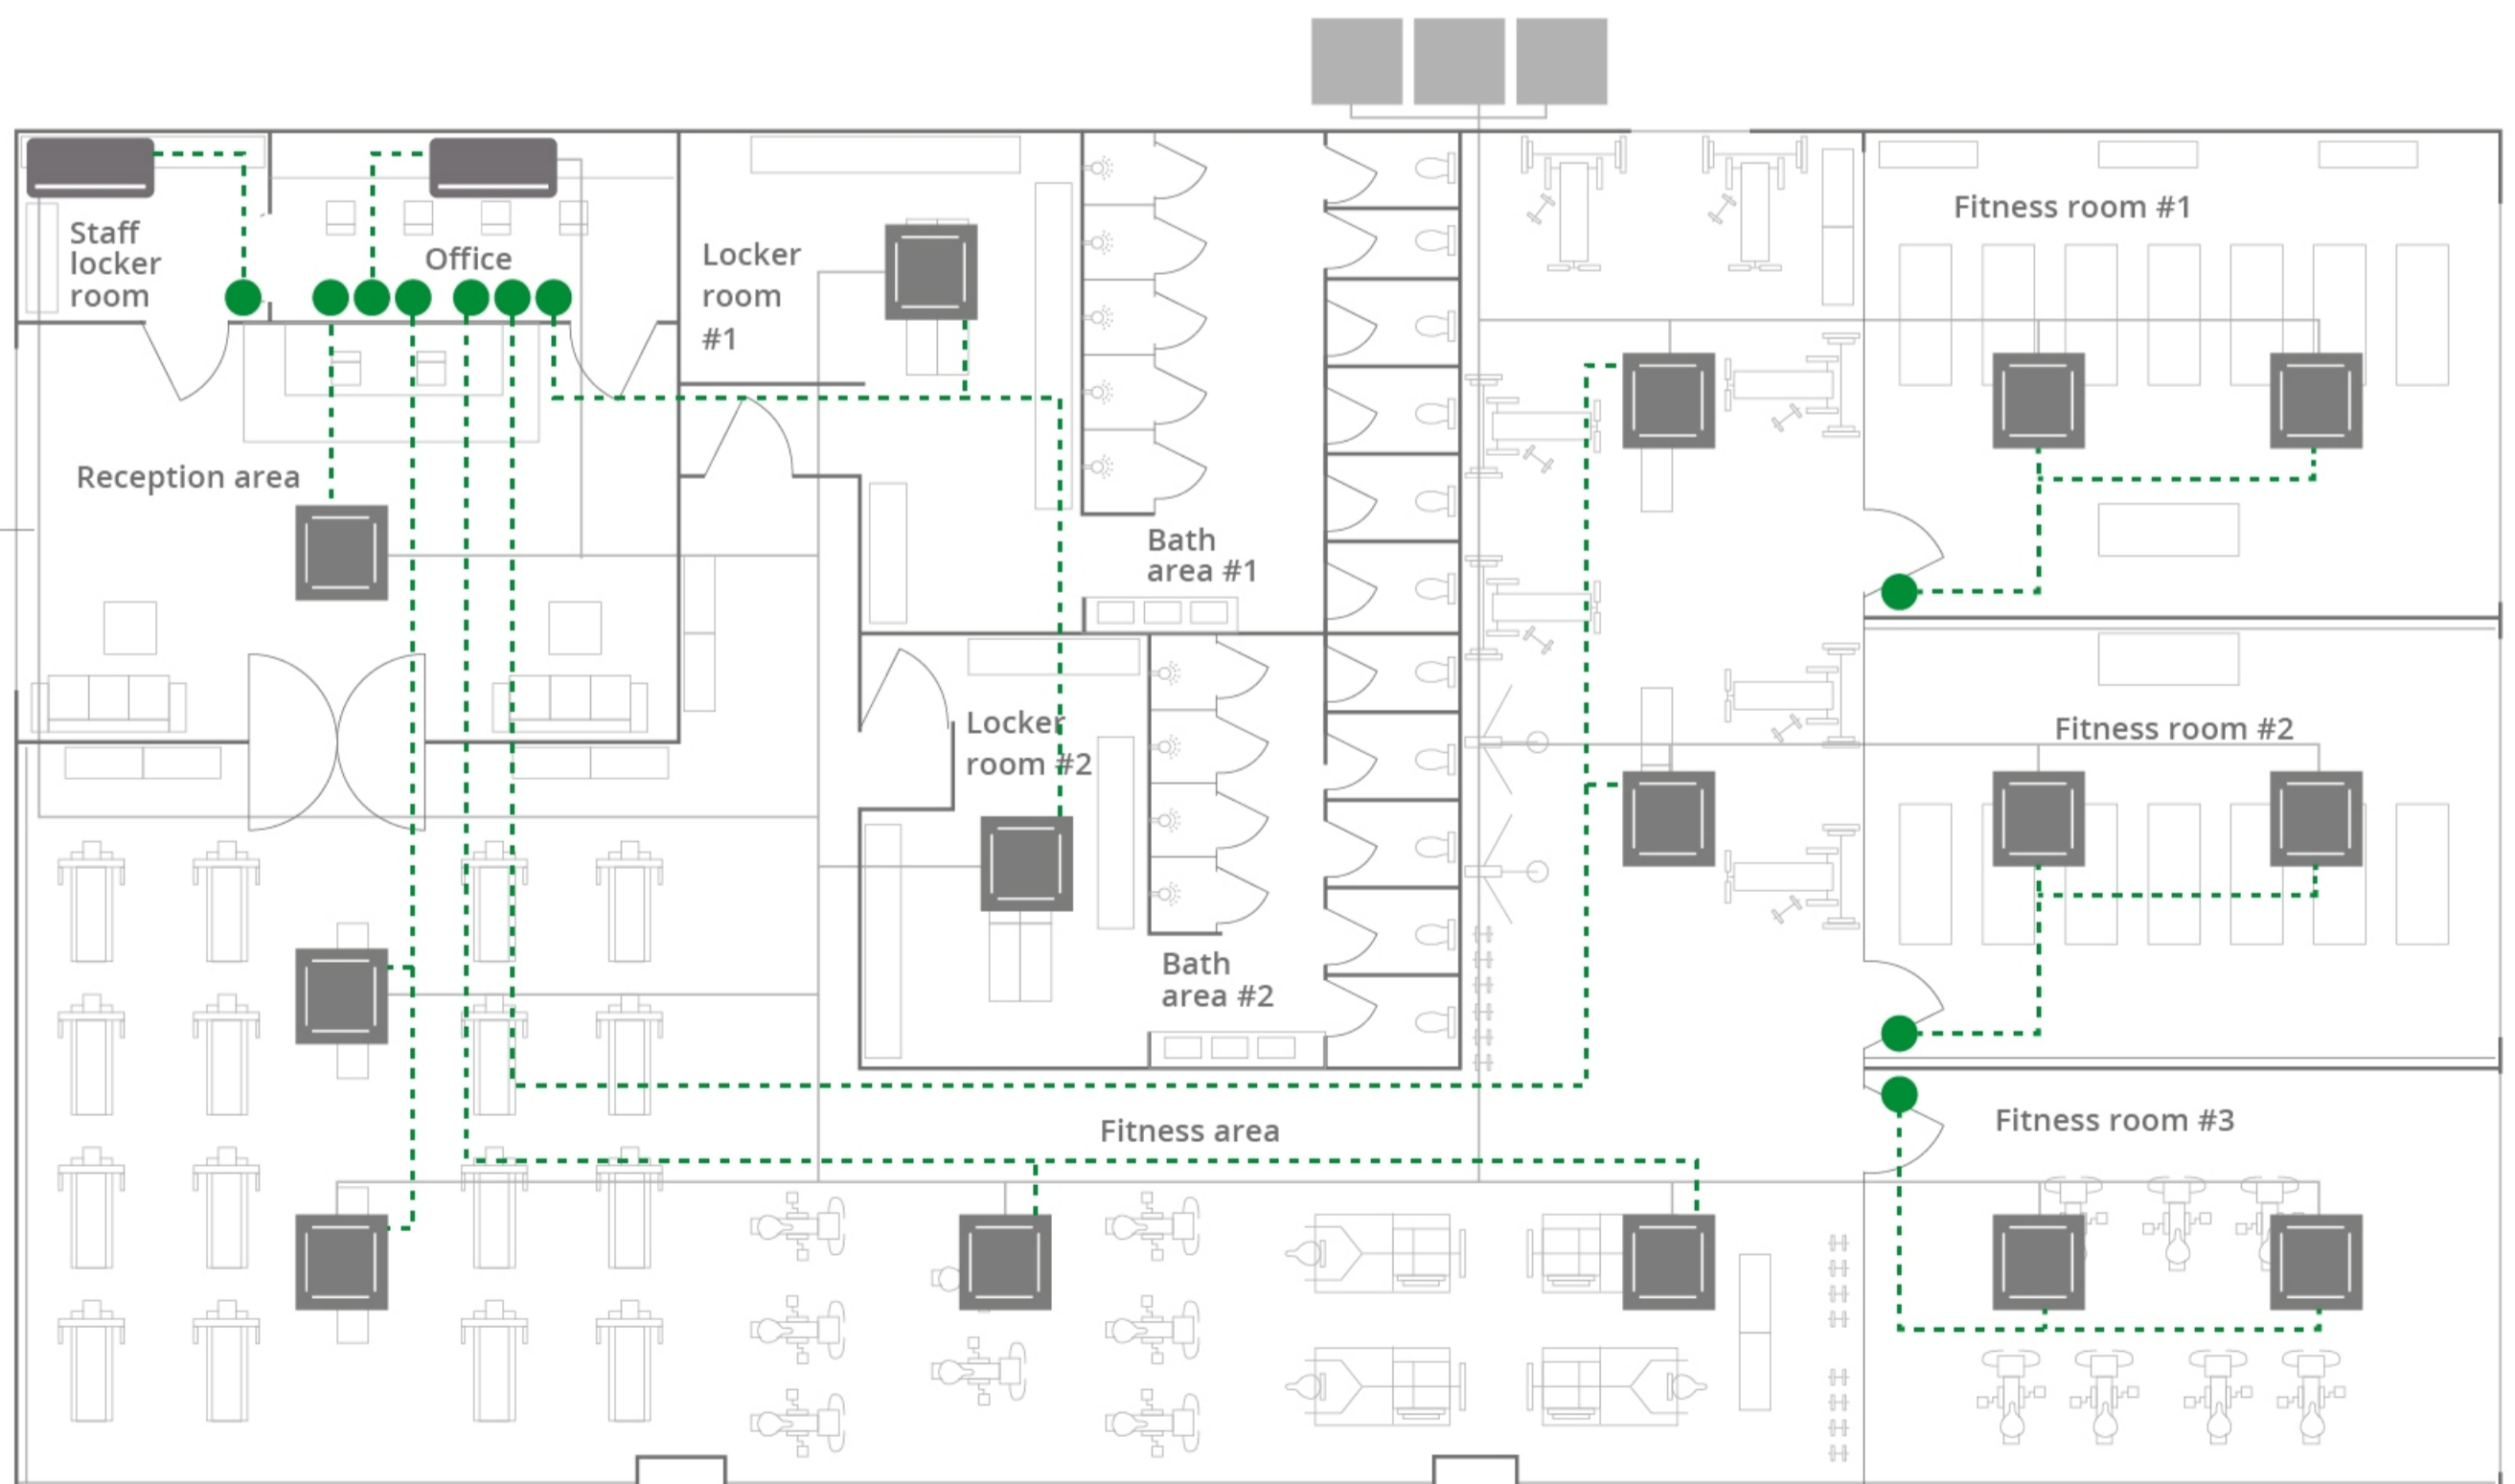 Staff
locker
room
Office
Locker
room
#1
Fitness room #1
Reception area
Bath
area #1
Locker
room #2
Fitness room #2
Bath
area #2
Fitness area
Fitness room #3